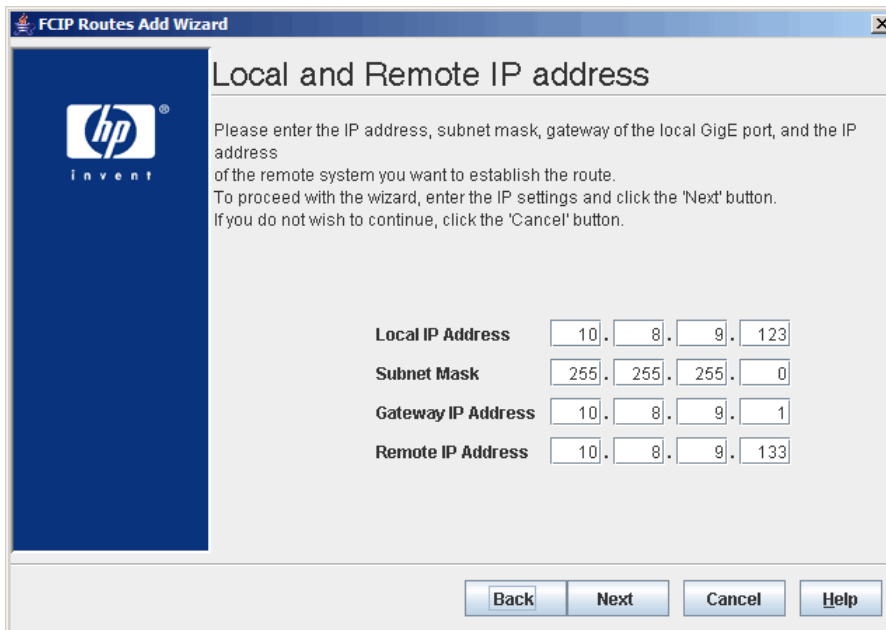 FCIP Routes Add Wizard
Local and Remote IP address
hp®
invent
Please enter the IP address, subnet mask, gateway of the local GigE port, and the IP
address
of the remote system you want to establish the route.
To proceed with the wizard, enter the IP settings and click the 'Next' button.
If you do not wish to continue, click the 'Cancel' button.
Local IP Address 10. 8. 9. 123
Subnet Mask 255. 255. 255. 0
Gateway IP Address 10. 8. 9. 1
Remote IP Address 10. 8. 9. 133
Back Next Cancel Help